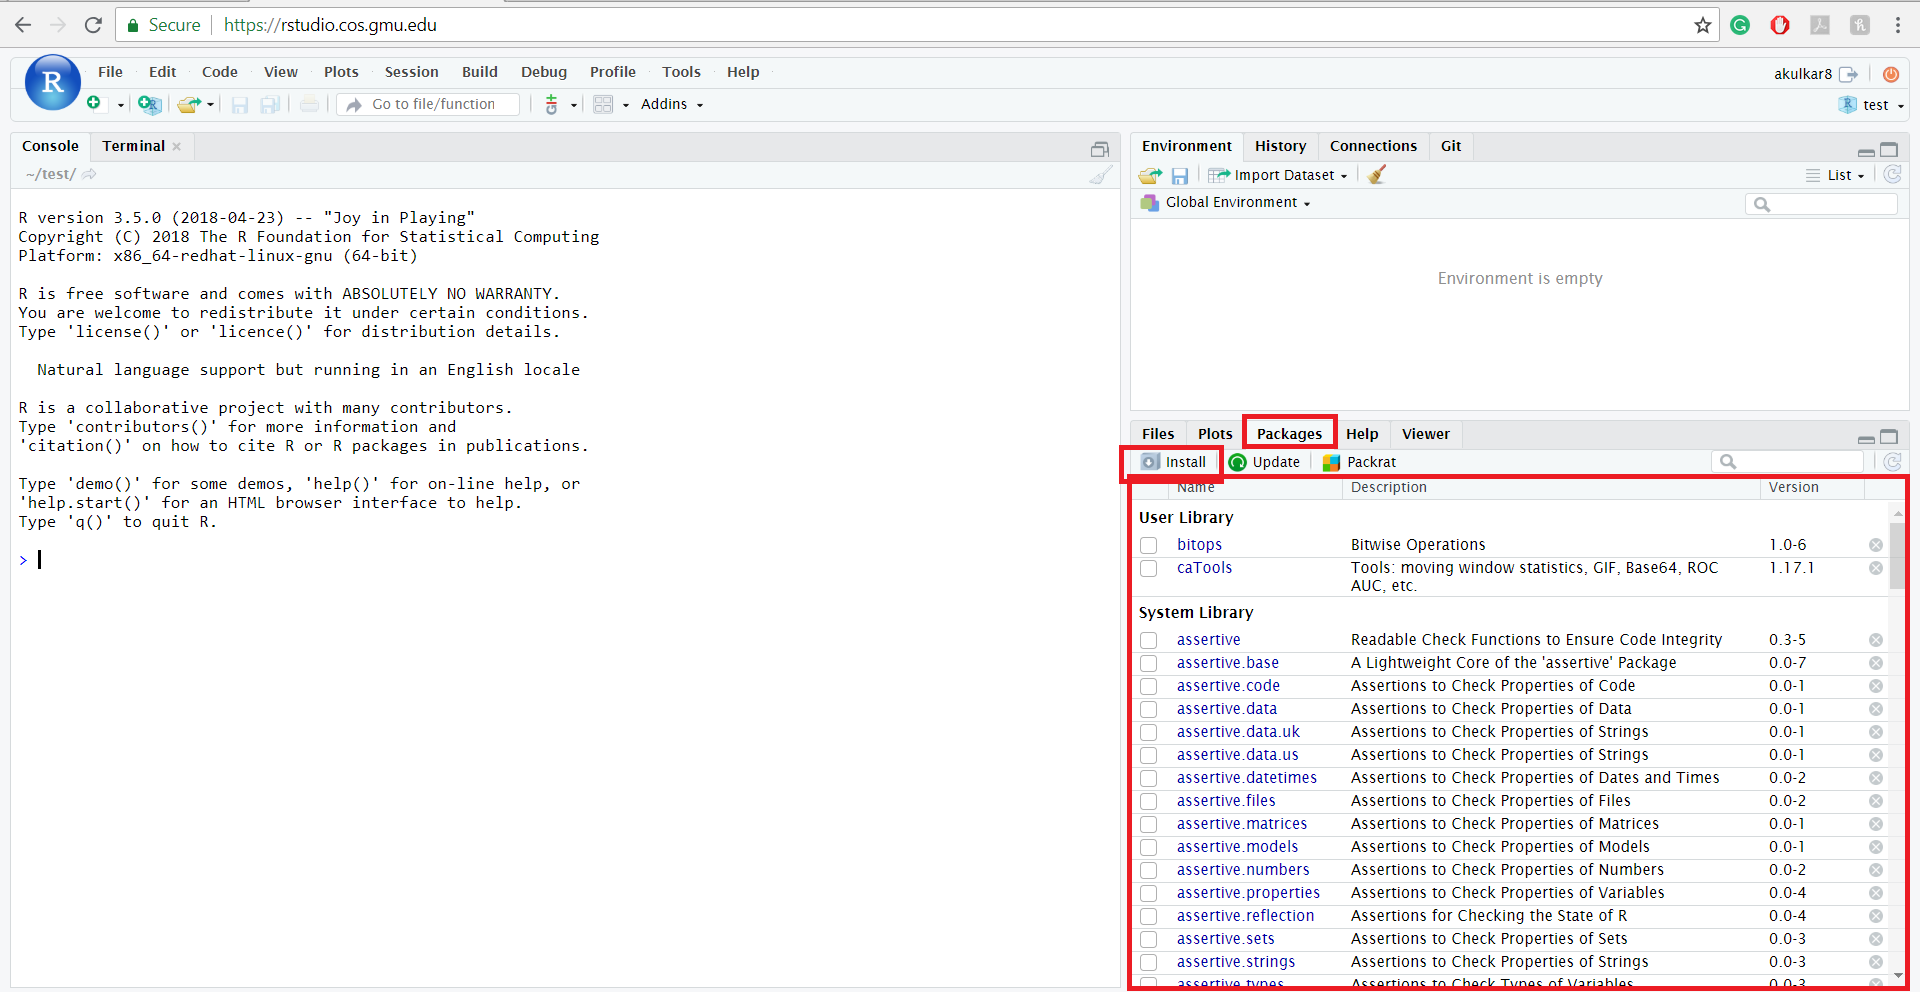 Secure https://rstudio.cos.gmu.edu
R File Edit Code View Plots Session Build Debug Profile Tools Help
akulkar8
Go to file/function Addins
test
Console Terminal
~/test/
R version 3.5.0 (2018-04-23) -- "Joy in Playing"
Copyright (C) 2018 The R Foundation for Statistical Computing
Platform: x86_64-redhat-linux-gnu (64-bit)
R is free software and comes with ABSOLUTELY NO WARRANTY.
You are welcome to redistribute it under certain conditions.
Type 'license()' or 'licence()' for distribution details.
Natural language support but running in an English locale
R is a collaborative project with many contributors.
Type 'contributors()' for more information and
'citation()' on how to cite R or R packages in publications.
Type 'demo()' for some demos, 'help()' for on-line help, or
'help.start()' for an HTML browser interface to help.
Type 'q()' to quit R.
>
Environment History Connections Git
Import Dataset List
Global Environment
Environment is empty
Files Plots Packages Help Viewer
Install Update Packrat
Name Description Version
User Library
bitops Bitwise Operations 1.0-6
caTools Tools: moving window statistics, GIF, Base64, ROC 1.17.1
AUC, etc.
System Library
assertive Readable Check Functions to Ensure Code Integrity 0.3-5
assertive.base A Lightweight Core of the 'assertive' Package 0.0-7
assertive.code Assertions to Check Properties of Code 0.0-1
assertive.data Assertions to Check Properties of Data 0.0-1
assertive.data.uk Assertions to Check Properties of Strings 0.0-1
assertive.data.us Assertions to Check Properties of Strings 0.0-1
assertive.datetimes Assertions to Check Properties of Dates and Times 0.0-2
assertive.files Assertions to Check Properties of Files 0.0-2
assertive.matrices Assertions to Check Properties of Matrices 0.0-1
assertive.models Assertions to Check Properties of Models 0.0-1
assertive.numbers Assertions to Check Properties of Numbers 0.0-2
assertive.properties Assertions to Check Properties of Variables 0.0-4
assertive.reflection Assertions for Checking the State of R 0.0-4
assertive.sets Assertions to Check Properties of Sets 0.0-3
assertive.strings Assertions to Check Properties of Strings 0.0-3
assertive.types Assertions to Check Types of Variables 0.0-3